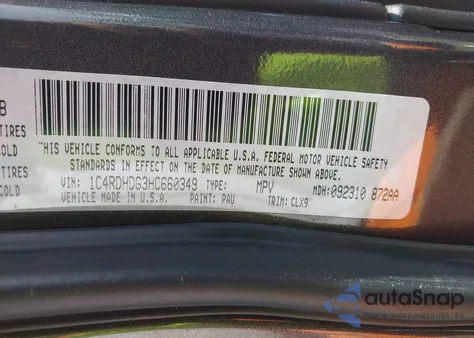 B
TIRES
COLD
TIRES
COLD
THIS VEHICLE CONFORMS TO ALL APPLICABLE U.S.A. FEDERAL MOTOR VEHICLE SAFETY
STANDARDS IN EFFECT ON THE DATE OF MANUFACTURE SHOWN ABOVE.
VIN: 1C4RDHDG3HC660349 TYPE: MPV MDH:092310 872AA
VEHICLE MADE IN U.S.A. PAINT: PAU TRIM: CLX9
autoSnap